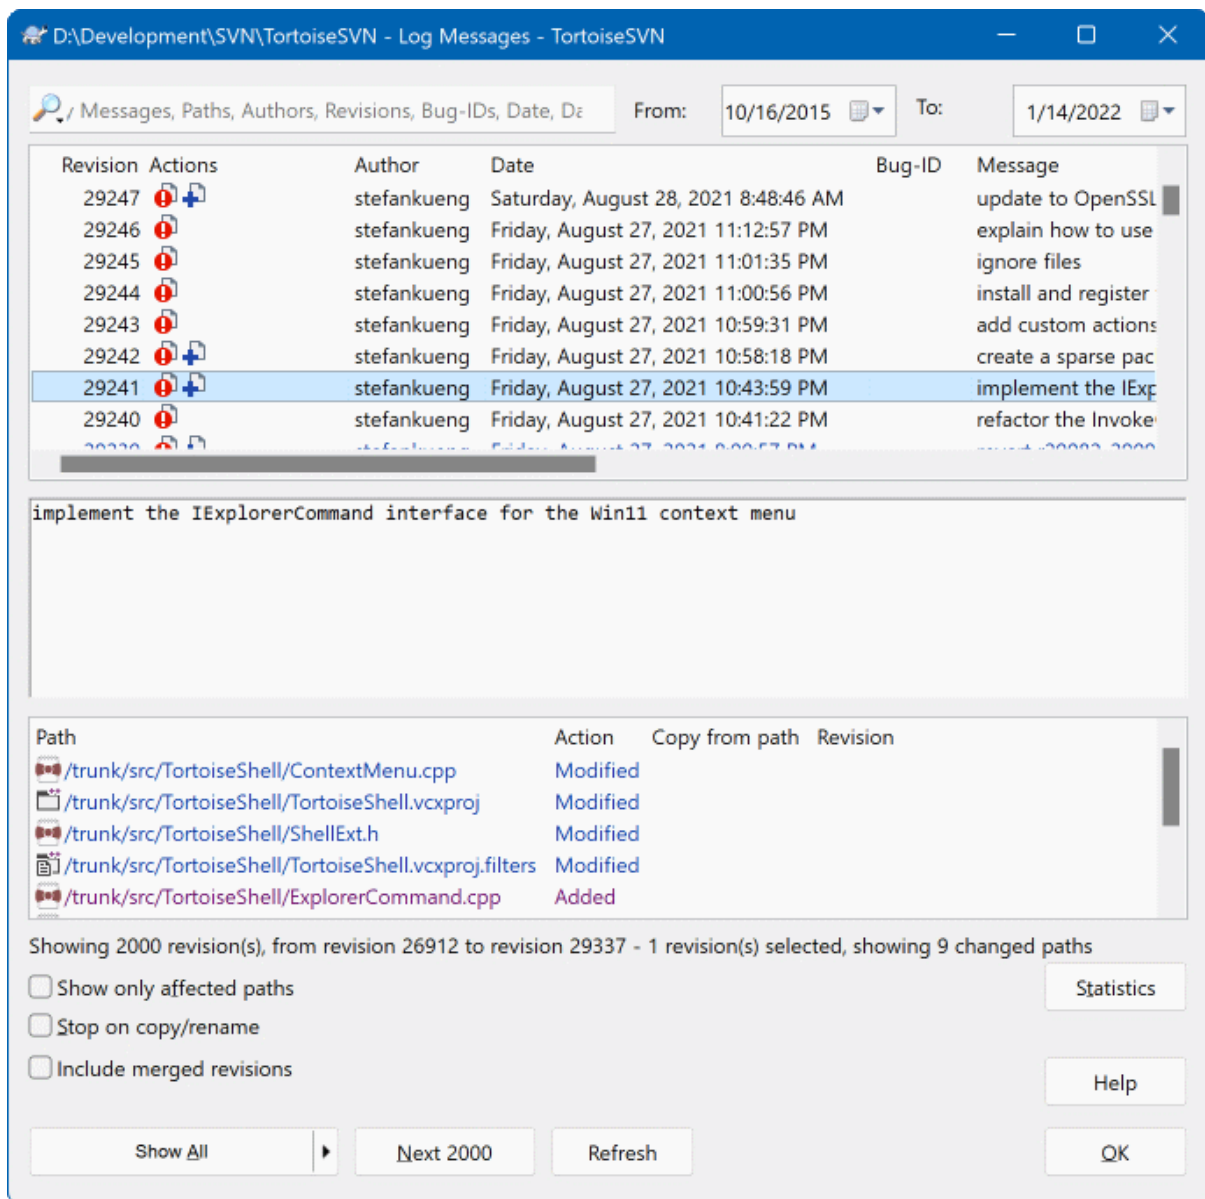 D:\Development\SVN\TortoiseSVN - Log Messages - TortoiseSVN
Messages, Paths, Authors, Revisions, Bug-IDs, Date, Da From: 10/16/2015 To: 1/14/2022
Revision Actions Author Date Bug-ID Message
29247 stefankueng Saturday, August 28, 2021 8:48:46 AM update to OpenSSL
29246 stefankueng Friday, August 27, 2021 11:12:57 PM explain how to use
29245 stefankueng Friday, August 27, 2021 11:01:35 PM ignore files
29244 stefankueng Friday, August 27, 2021 11:00:56 PM install and register
29243 stefankueng Friday, August 27, 2021 10:59:31 PM add custom actions
29242 stefankueng Friday, August 27, 2021 10:58:18 PM create a sparse pac
29241 stefankueng Friday, August 27, 2021 10:43:59 PM implement the IExp
29240 stefankueng Friday, August 27, 2021 10:41:22 PM refactor the Invoke
implement the IExplorerCommand interface for the Win11 context menu
Path Action Copy from path Revision
/trunk/src/TortoiseShell/ContextMenu.cpp Modified
/trunk/src/TortoiseShell/TortoiseShell.vcxproj Modified
/trunk/src/TortoiseShell/ShellExt.h Modified
/trunk/src/TortoiseShell/TortoiseShell.vcxproj.filters Modified
/trunk/src/TortoiseShell/ExplorerCommand.cpp Added
Showing 2000 revision(s), from revision 26912 to revision 29337 - 1 revision(s) selected, showing 9 changed paths
Show only affected paths Statistics
Stop on copy/rename
Include merged revisions
Help
Show All Next 2000 Refresh OK